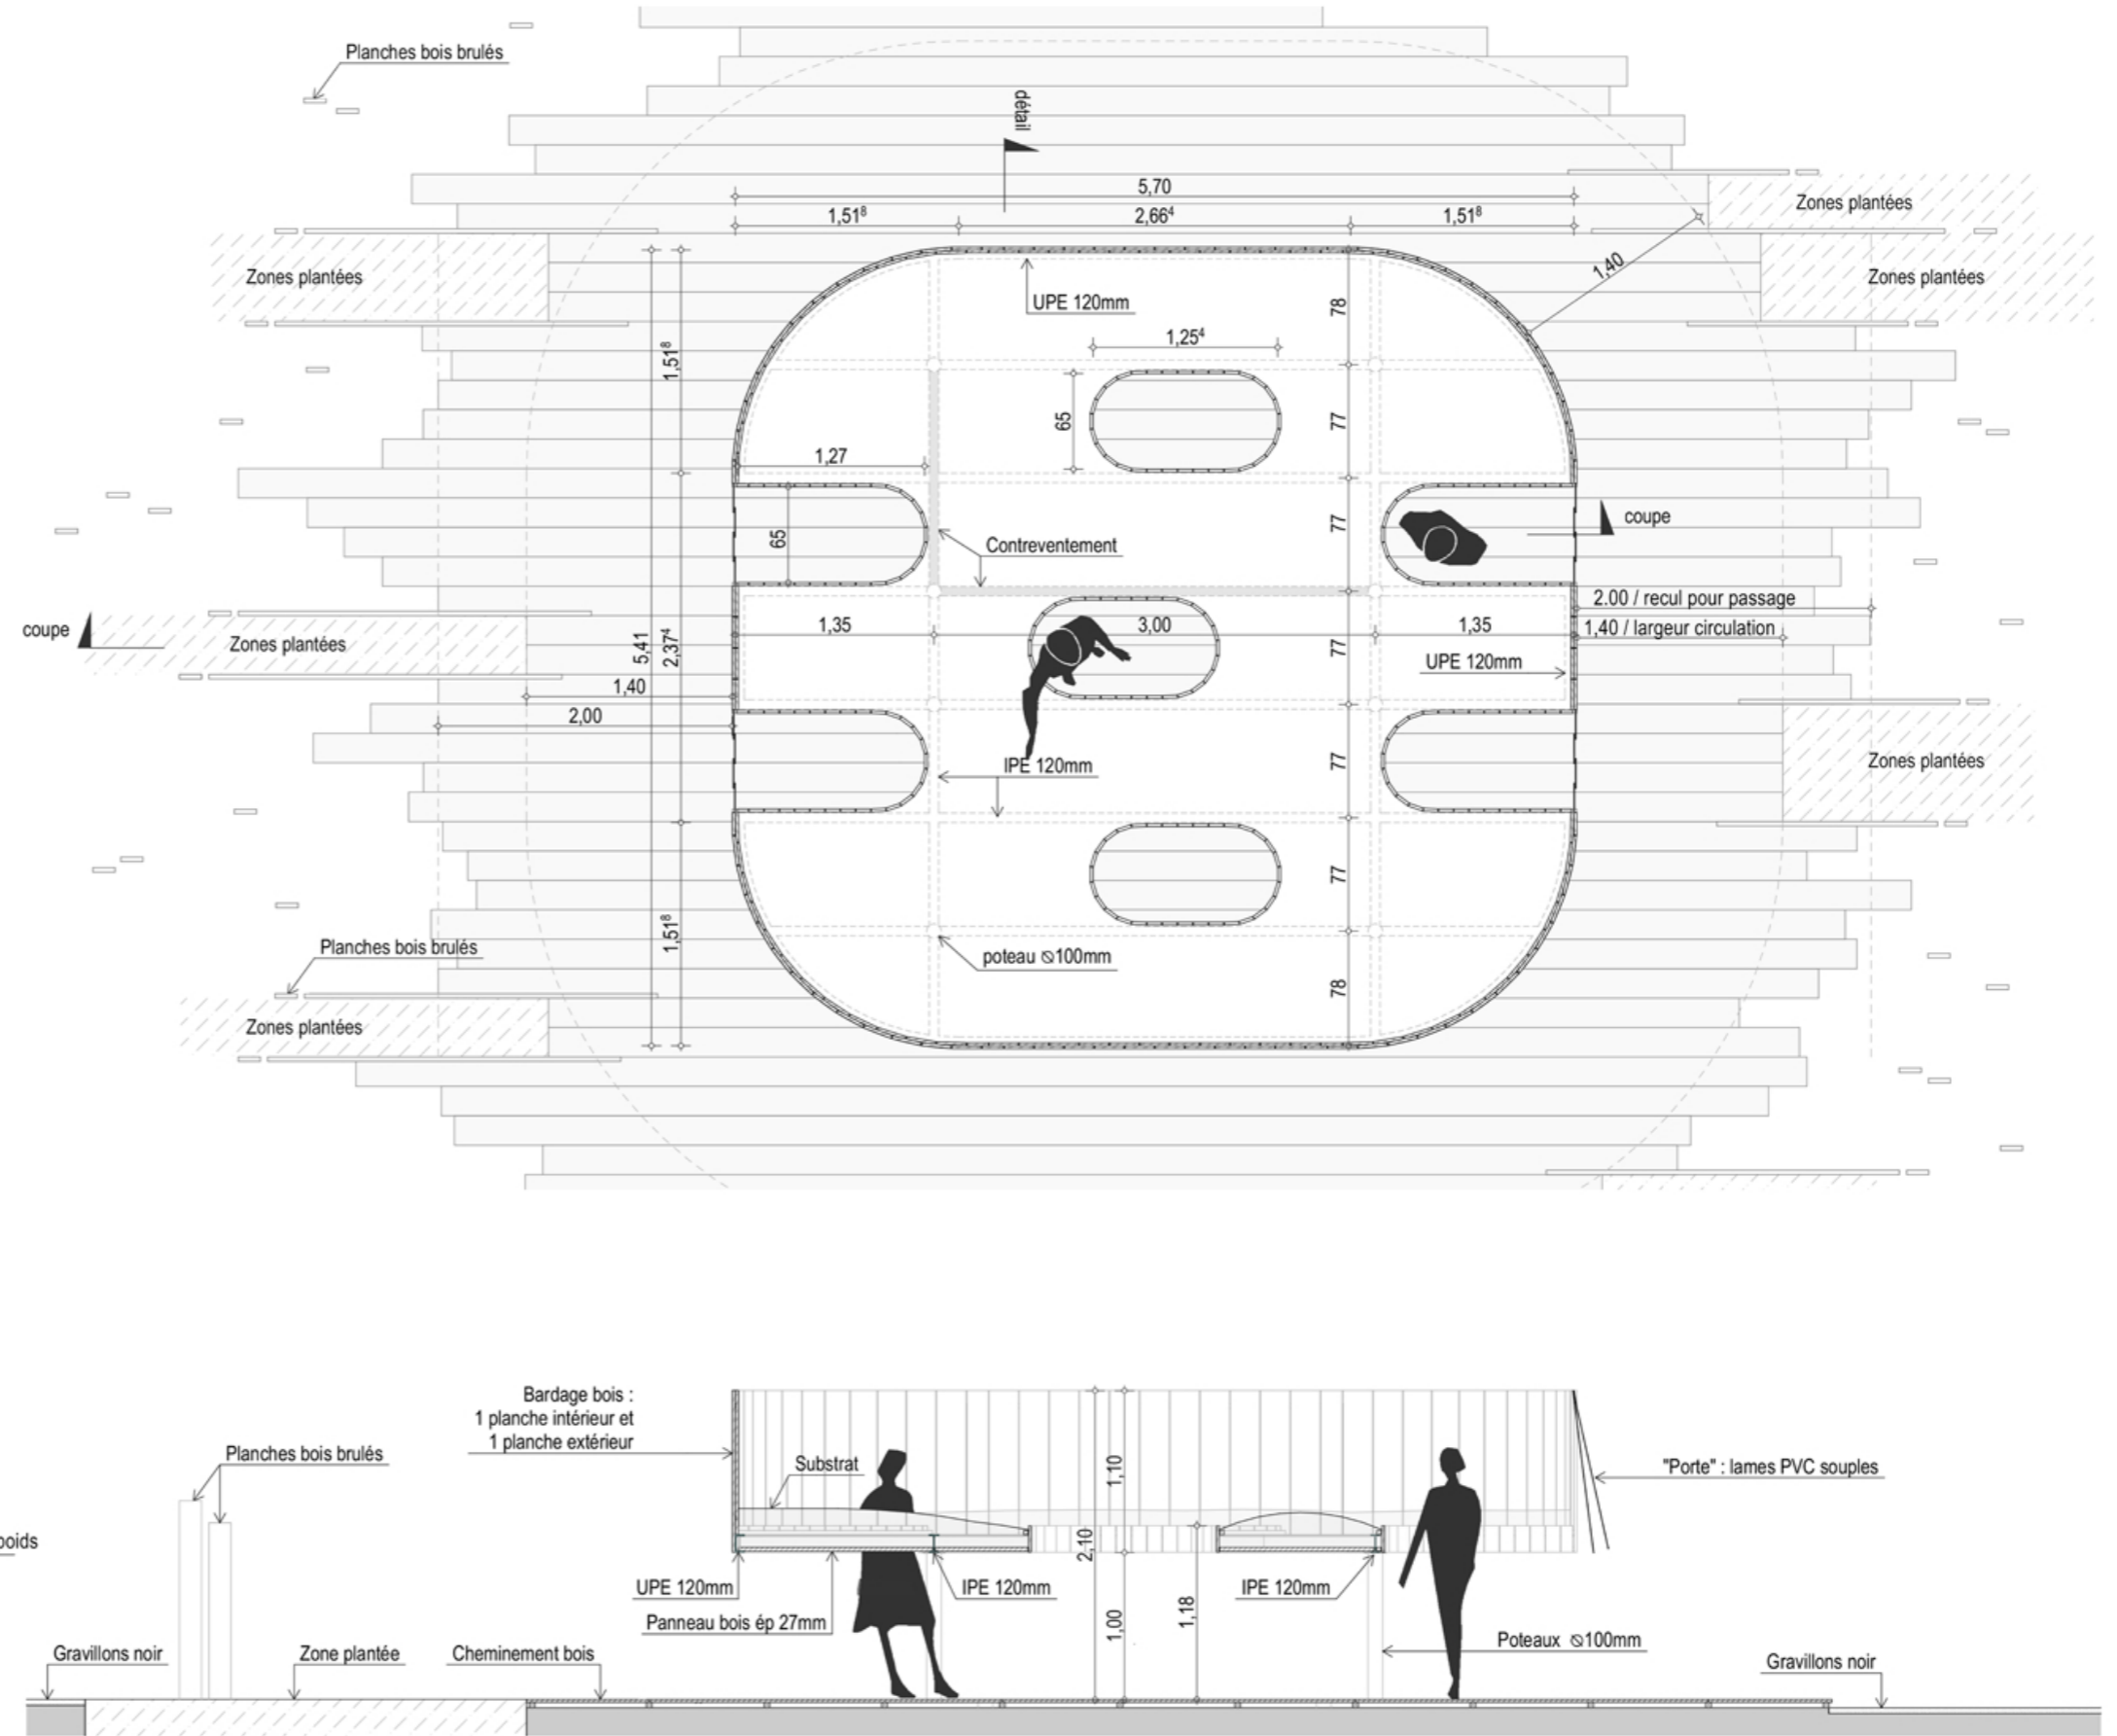 Planches bois brulés
détail
5,70
1,51⁸
2,66⁴
1,51⁸
Zones plantées
Zones plantées
Zones plantées
1,40
UPE 120mm
78
1,25⁴
1,51⁸
65
77
1,27
65
77
coupe
Contreventement
coupe
Zones plantées
5,41
2,37⁴
1,35
3,00
77
1,35
2.00 / recul pour passage
1,40 / largeur circulation
UPE 120mm
1,40
2,00
IPE 120mm
77
Zones plantées
77
1,51⁸
Planches bois brulés
poteau ⦰100mm
78
Zones plantées
Bardage bois :
1 planche intérieur et
1 planche extérieur
Planches bois brulés
Substrat
1,10
"Porte" : lames PVC souples
poids
2,10
UPE 120mm
IPE 120mm
IPE 120mm
Panneau bois ép 27mm
1,00
1,18
Gravillons noir
Zone plantée
Cheminement bois
Poteaux ⦰100mm
Gravillons noir